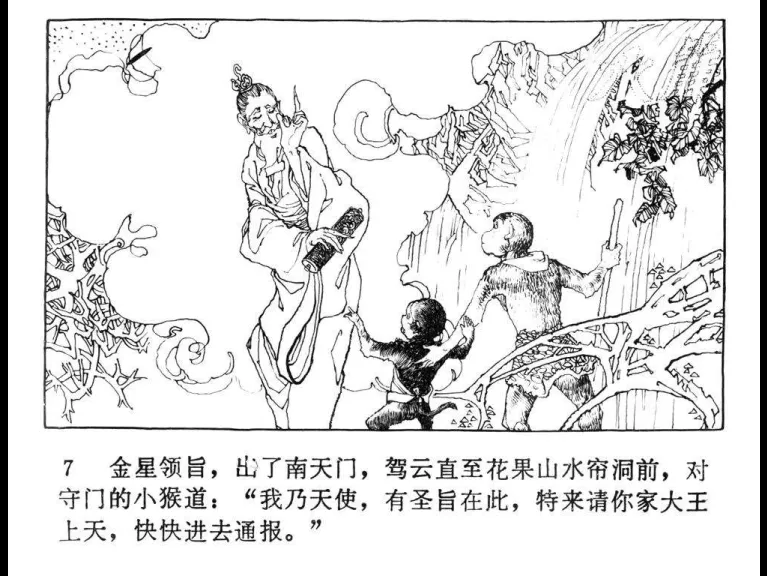 7 金星领旨，出了南天门，驾云直至花果山水帘洞前，对
守门的小猴道：“我乃天使，有圣旨在此，特来请你家大王
上天，快快进去通报。”